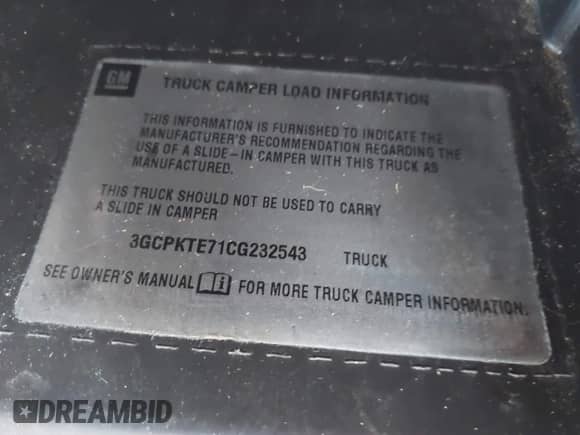 GM
TRUCK CAMPER LOAD INFORMATION
THIS INFORMATION IS FURNISHED TO INDICATE THE
MANUFACTURER'S RECOMMENDATION REGARDING THE
USE OF A SLIDE-IN CAMPER WITH THIS TRUCK AS
MANUFACTURED.
THIS TRUCK SHOULD NOT BE USED TO CARRY
A SLIDE IN CAMPER
3GCPKTE71CG232543 TRUCK
SEE OWNER'S MANUAL FOR MORE TRUCK CAMPER INFORMATION.
DREAMBID